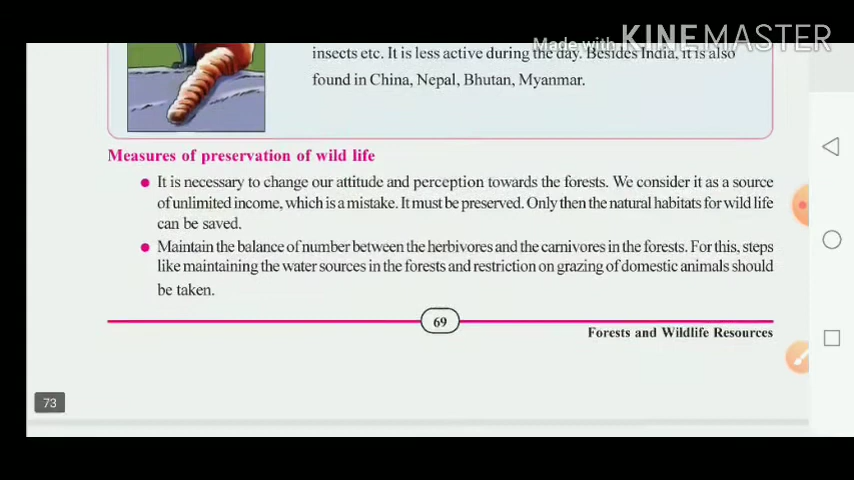 Made with KINEMASTER
insects etc. It is less active during the day. Besides India, it is also
found in China, Nepal, Bhutan, Myanmar.
Measures of preservation of wild life
● It is necessary to change our attitude and perception towards the forests. We consider it as a source
of unlimited income, which is a mistake. It must be preserved. Only then the natural habitats for wild life
can be saved.
● Maintain the balance of number between the herbivores and the carnivores in the forests. For this, steps
like maintaining the water sources in the forests and restriction on grazing of domestic animals should
be taken.
69
Forests and Wildlife Resources
73